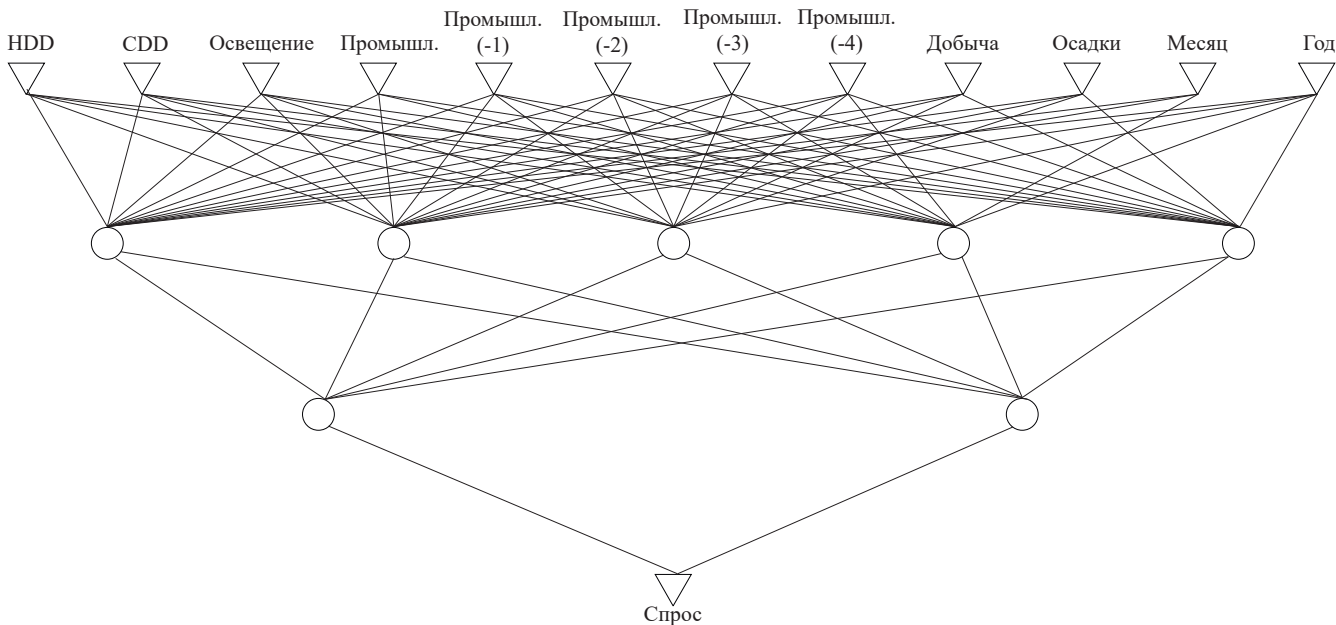 HDD
CDD
Освещение
Промышл.
Промышл.
(-1)
Промышл.
(-2)
Промышл.
(-3)
Промышл.
(-4)
Добыча
Осадки
Месяц
Год
Спрос